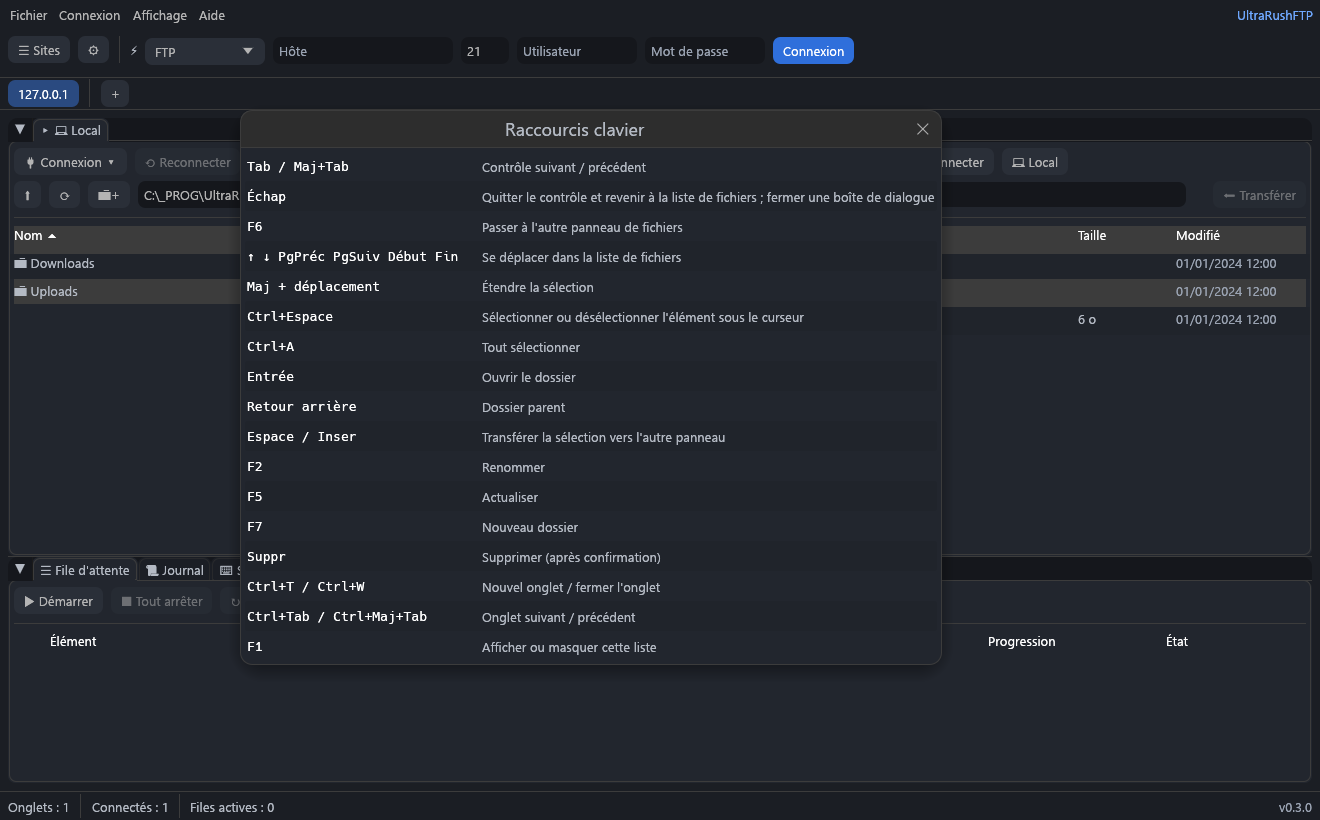 Fichier Connexion Affichage Aide UltraRushFTP
Sites FTP Hôte 21 Utilisateur Mot de passe Connexion
127.0.0.1 +
Local
Raccourcis clavier
Connexion Reconnecter Local
C:\_PROG\UltraR Transférer
Nom Taille Modifié
Downloads 01/01/2024 12:00
Uploads 01/01/2024 12:00
6 o 01/01/2024 12:00
Tab / Maj+Tab Contrôle suivant / précédent
Échap Quitter le contrôle et revenir à la liste de fichiers ; fermer une boîte de dialogue
F6 Passer à l'autre panneau de fichiers
↑ ↓ PgPréc PgSuiv Début Fin Se déplacer dans la liste de fichiers
Maj + déplacement Étendre la sélection
Ctrl+Espace Sélectionner ou désélectionner l'élément sous le curseur
Ctrl+A Tout sélectionner
Entrée Ouvrir le dossier
Retour arrière Dossier parent
Espace / Inser Transférer la sélection vers l'autre panneau
F2 Renommer
F5 Actualiser
F7 Nouveau dossier
Suppr Supprimer (après confirmation)
Ctrl+T / Ctrl+W Nouvel onglet / fermer l'onglet
Ctrl+Tab / Ctrl+Maj+Tab Onglet suivant / précédent
F1 Afficher ou masquer cette liste
File d'attente Journal
Démarrer Tout arrêter
Élément Progression État
Onglets : 1 Connectés : 1 Files actives : 0 v0.3.0